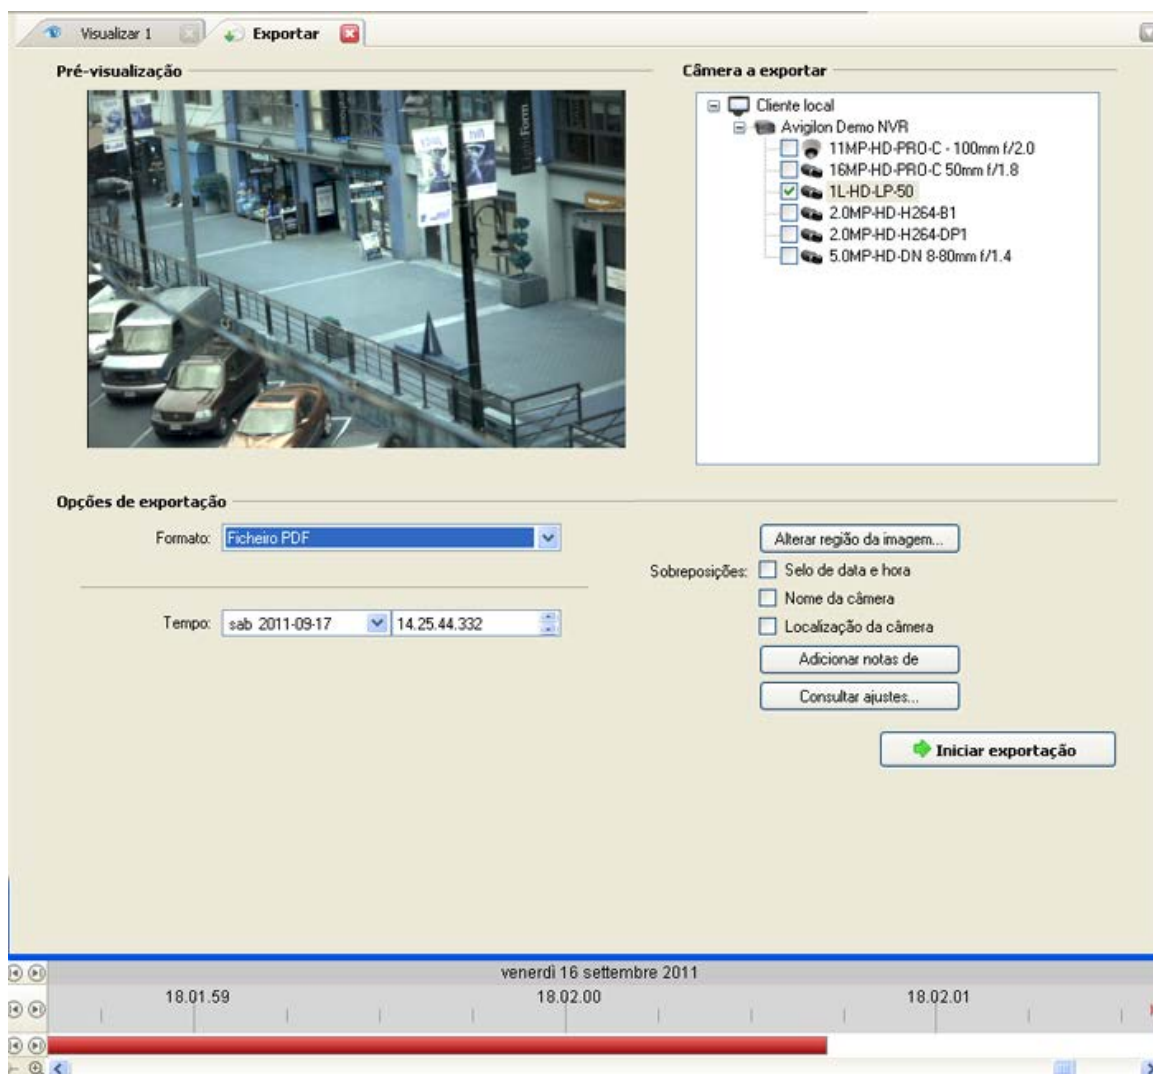 Visualizar 1
Exportar
Pré-visualização
Câmera a exportar
Cliente local
Avigilon Demo NVR
11MP-HD-PRO-C - 100mm f/2.0
16MP-HD-PRO-C 50mm f/1.8
1L-HD-LP-50
2.0MP-HD-H264-B1
2.0MP-HD-H264-DP1
5.0MP-HD-DN 8-80mm f/1.4
Opções de exportação
Formato: Ficheiro PDF
Alterar região da imagem...
Sobreposições: Selo de data e hora
Nome da câmera
Tempo: sab 2011-09-17 14.25.44.332
Localização da câmera
Adicionar notas de
Consultar ajustes...
Iniciar exportação
venerdì 16 settembre 2011
18.01.59 18.02.00 18.02.01